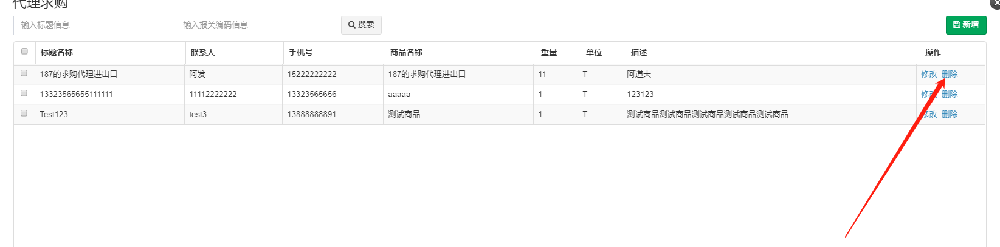 代理求购
输入标题信息 输入报关编码信息 搜索 新增
标题名称 联系人 手机号 商品名称 重量 单位 描述 操作
187的求购代理进出口 阿发 15222222222 187的求购代理进出口 11 T 阿道夫 修改 删除
13323565655111111 11112222222 13323565656 aaaaa 1 T 123123 修改 删除
Test123 test3 13888888891 测试商品 1 T 测试商品测试商品测试商品测试商品测试商品 修改 删除